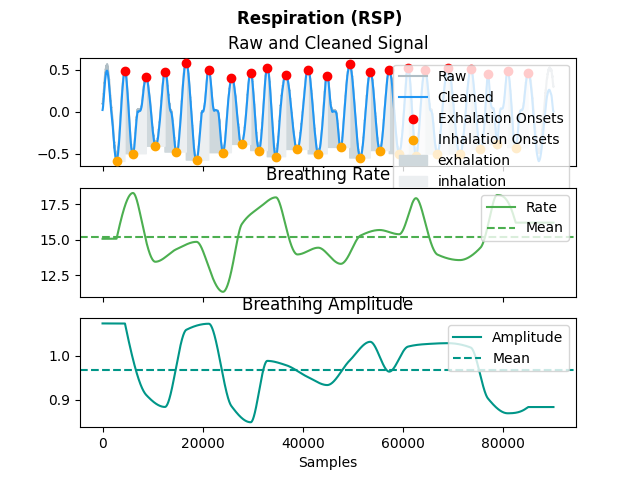 Respiration (RSP)
Raw and Cleaned Signal
0.5
0.0
−0.5
Raw
Cleaned
Exhalation Onsets
Inhalation Onsets
exhalation
inhalation
Breathing Rate
17.5
15.0
12.5
Rate
Mean
Breathing Amplitude
1.0
0.9
Amplitude
Mean
0 20000 40000 60000 80000
Samples